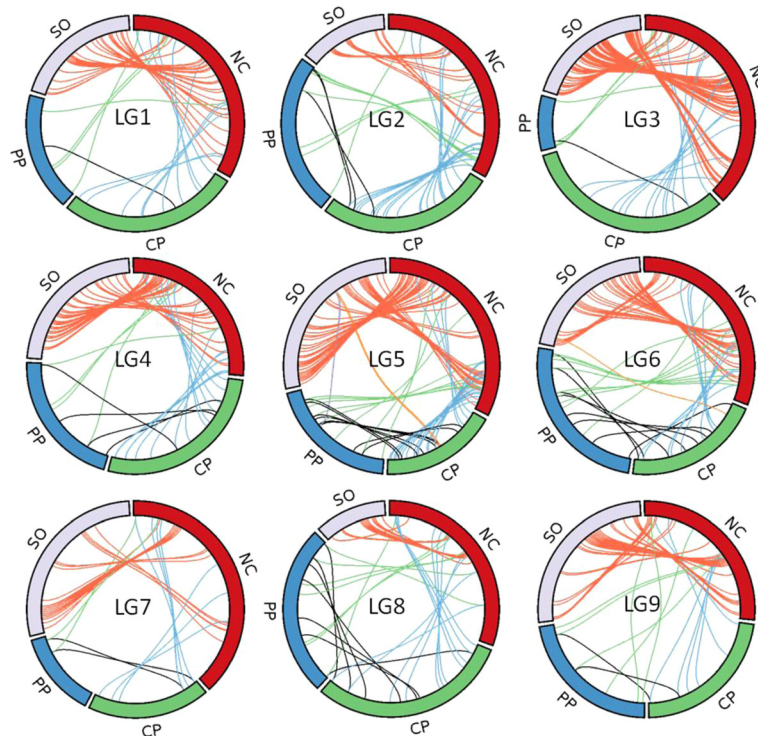 SO NC SO NC SO NC
LG1 LG2 LG3
PP PP PP
CP CP CP
SO NC SO NC SO NC
LG4 LG5 LG6
PP CP PP CP PP CP
SO NC SO NC SO NC
LG7 LG8 LG9
PP PP PP CP
CP CP